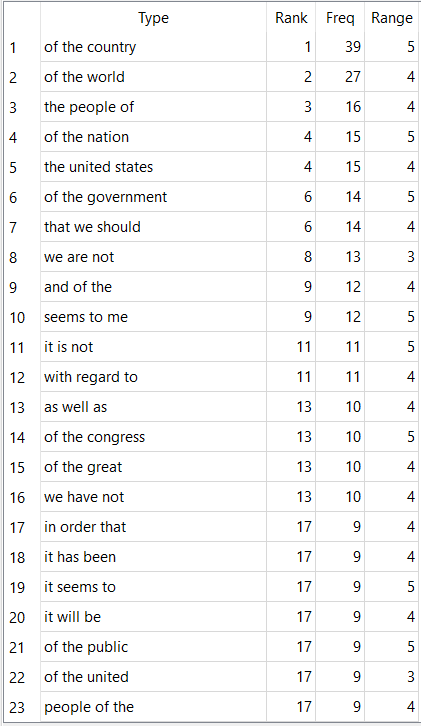 Type Rank Freq Range
1 of the country 1 39 5
2 of the world 2 27 4
3 the people of 3 16 4
4 of the nation 4 15 5
5 the united states 4 15 4
6 of the government 6 14 5
7 that we should 6 14 4
8 we are not 8 13 3
9 and of the 9 12 4
10 seems to me 9 12 5
11 it is not 11 11 5
12 with regard to 11 11 4
13 as well as 13 10 4
14 of the congress 13 10 5
15 of the great 13 10 4
16 we have not 13 10 4
17 in order that 17 9 4
18 it has been 17 9 4
19 it seems to 17 9 5
20 it will be 17 9 4
21 of the public 17 9 5
22 of the united 17 9 3
23 people of the 17 9 4